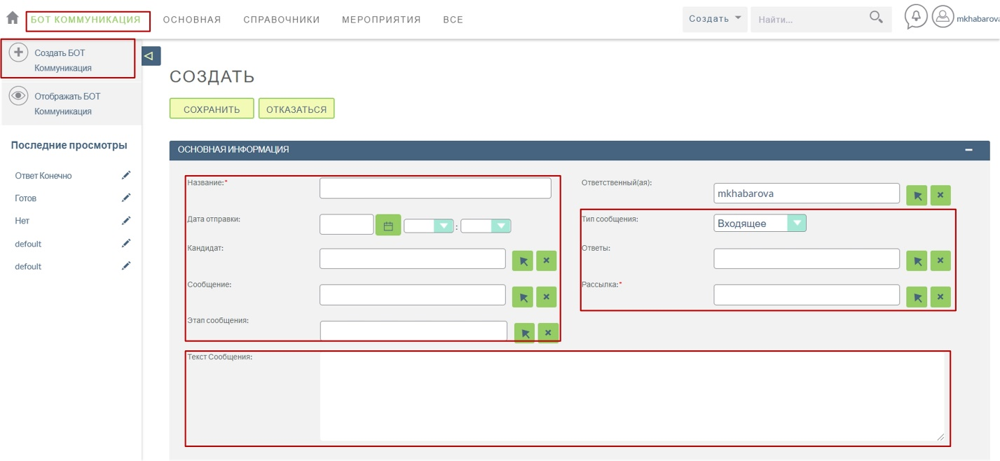 БОТ КОММУНИКАЦИЯ ОСНОВНАЯ СПРАВОЧНИКИ МЕРОПРИЯТИЯ ВСЕ Создать Найти... mkhabarova
Создать БОТ
Коммуникация
Отображать БОТ
Коммуникация
Последние просмотры
Ответ Конечно
Готов
Нет
defoult
defoult
СОЗДАТЬ
СОХРАНИТЬ ОТКАЗАТЬСЯ
ОСНОВНАЯ ИНФОРМАЦИЯ
Название:* Ответственный(ая): mkhabarova
Дата отправки: : Тип сообщения: Входящее
Кандидат: Ответы:
Сообщение: Рассылка:*
Этап сообщения:
Текст Сообщения: